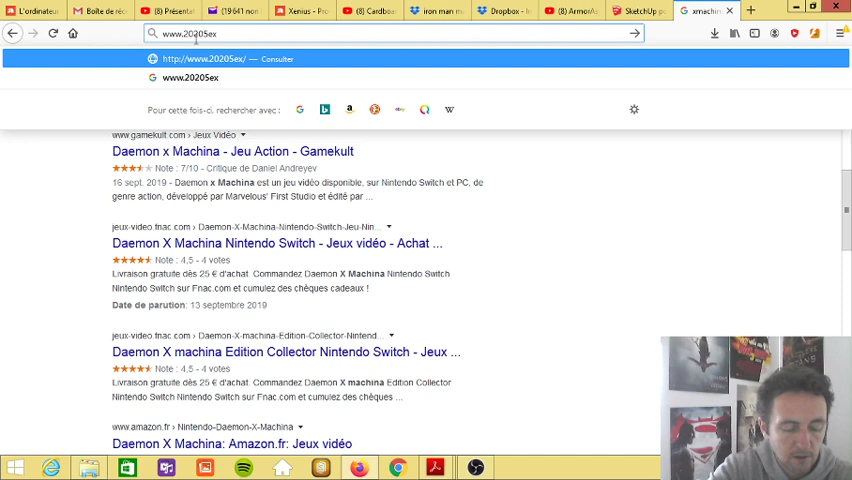 L'ordinateur
Boîte de réc
(8) Présentat
(19 641 non l
Xenius - Pro
(8) Cardboa
iron man m
Dropbox - Ir
(8) ArmorAg
SketchUp p
xmachin
www.20205ex
http://www.20205ex/ — Consulter
www.20205ex
Pour cette fois-ci, rechercher avec :
www.gamekult.com › Jeux Vidéo
Daemon x Machina - Jeu Action - Gamekult
Note : 7/10 - Critique de Daniel Andreyev
16 sept. 2019 - Daemon x Machina est un jeu vidéo disponible, sur Nintendo Switch et PC, de
genre action, développé par Marvelous' First Studio et édité par ...
jeux-video.fnac.com › Daemon-X-Machina-Nintendo-Switch-Jeu-Nin...
Daemon X Machina Nintendo Switch - Jeux vidéo - Achat ...
Note : 4,5 - 4 votes
Livraison gratuite dès 25 € d'achat. Commandez Daemon X Machina Nintendo Switch
Nintendo Switch sur Fnac.com et cumulez des chèques cadeaux !
Date de parution: 13 septembre 2019
jeux-video.fnac.com › Daemon-X-machina-Edition-Collector-Nintend...
Daemon X machina Edition Collector Nintendo Switch - Jeux ...
Note : 4,5 - 4 votes
Livraison gratuite dès 25 € d'achat. Commandez Daemon X machina Edition Collector
Nintendo Switch Nintendo Switch sur Fnac.com et cumulez des chèques ...
www.amazon.fr › Nintendo-Daemon-X-Machina
Daemon X Machina: Amazon.fr: Jeux vidéo